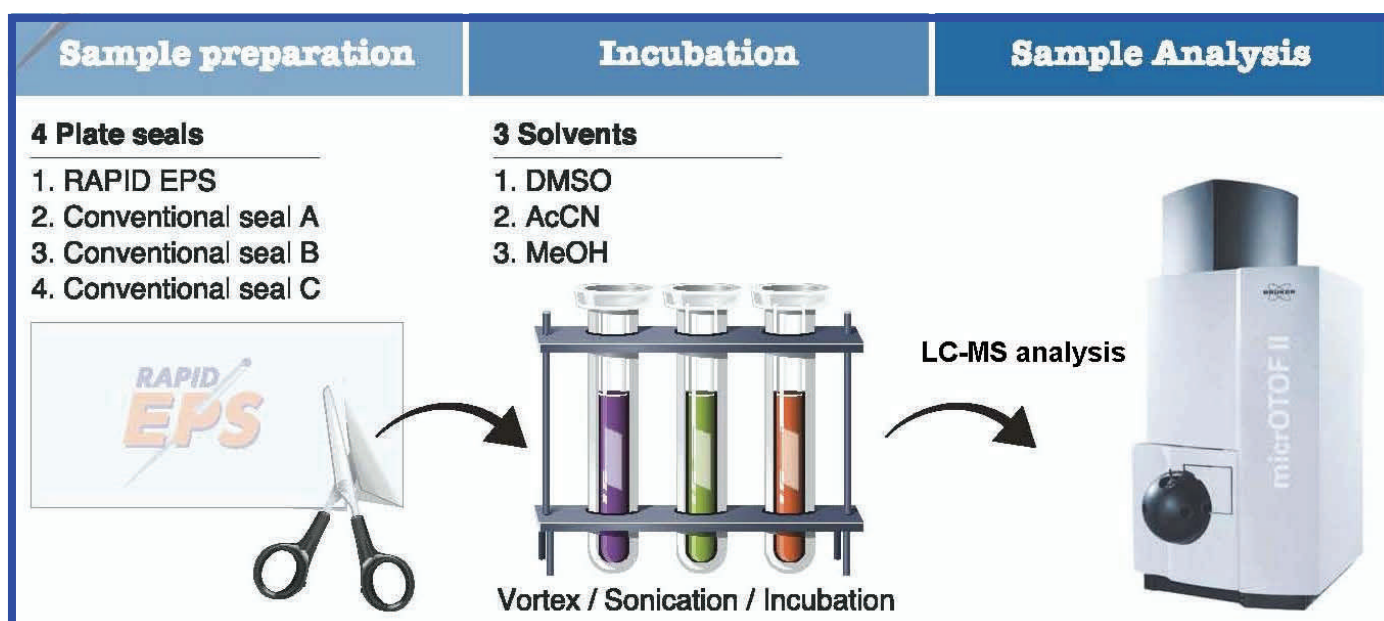 Sample preparation
Incubation
Sample Analysis
4 Plate seals
1. RAPID EPS
2. Conventional seal A
3. Conventional seal B
4. Conventional seal C
3 Solvents
1. DMSO
2. AcCN
3. MeOH
RAPID
EPS
Vortex / Sonication / Incubation
LC-MS analysis
BRUKER
micrOTOF II